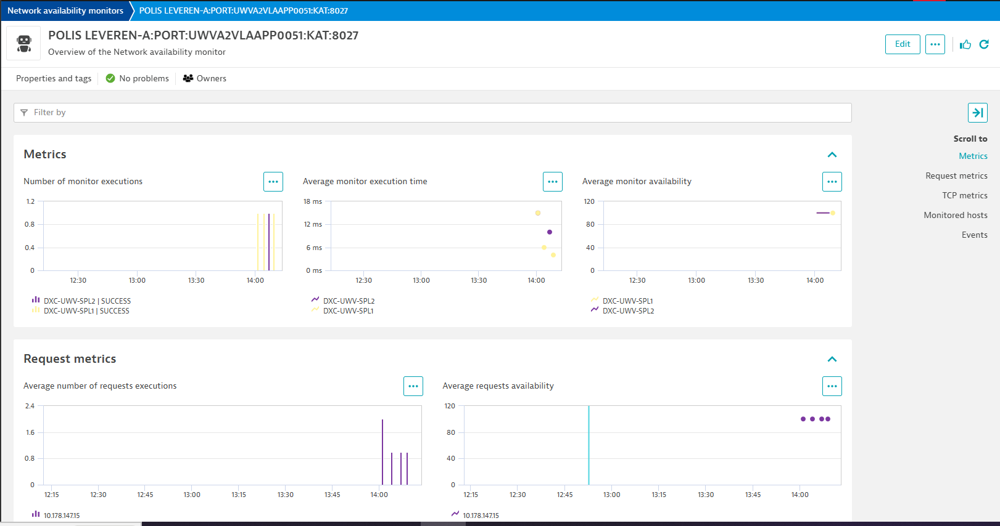 Network availability monitors
POLIS LEVEREN-A:PORT:UWVA2VLAAPP0051:KAT:8027
POLIS LEVEREN-A:PORT:UWVA2VLAAPP0051:KAT:8027
Overview of the Network availability monitor
Edit
Properties and tags
No problems
Owners
Filter by
Scroll to
Metrics
Request metrics
TCP metrics
Monitored hosts
Events
Metrics
Number of monitor executions
1.2
0.8
0.4
0
12:30 13:00 13:30 14:00
DXC-UWV-SPL2 | SUCCESS
DXC-UWV-SPL1 | SUCCESS
Average monitor execution time
18 ms
12 ms
6 ms
0 ms
12:30 13:00 13:30 14:00
DXC-UWV-SPL2
DXC-UWV-SPL1
Average monitor availability
120
80
40
0
12:30 13:00 13:30 14:00
DXC-UWV-SPL1
DXC-UWV-SPL2
Request metrics
Average number of requests executions
2.4
1.6
0.8
0
12:15 12:30 12:45 13:00 13:15 13:30 13:45 14:00
10.178.147.15
Average requests availability
120
80
40
0
12:15 12:30 12:45 13:00 13:15 13:30 13:45 14:00
10.178.147.15